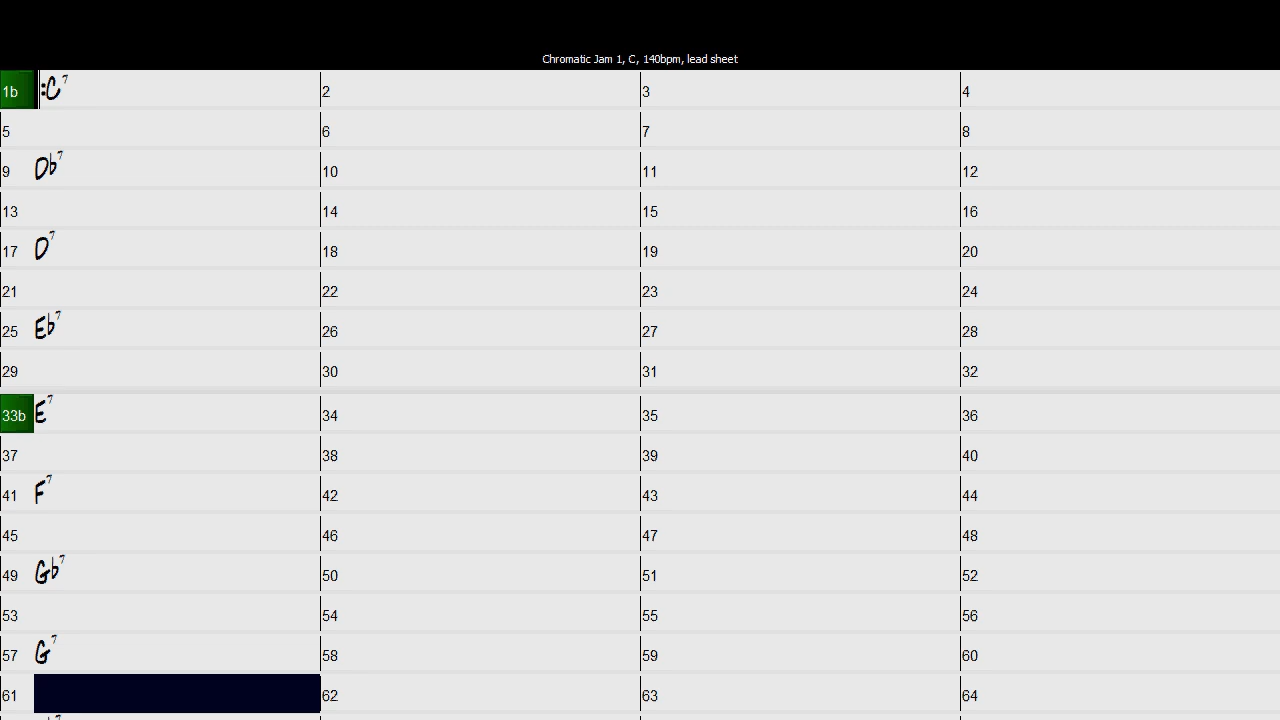 Chromatic Jam 1, C, 140bpm, lead sheet
1b :C7 2 3 4
5 6 7 8
9 Db7 10 11 12
13 14 15 16
17 D7 18 19 20
21 22 23 24
25 Eb7 26 27 28
29 30 31 32
33b E7 34 35 36
37 38 39 40
41 F7 42 43 44
45 46 47 48
49 Gb7 50 51 52
53 54 55 56
57 G7 58 59 60
61 62 63 64